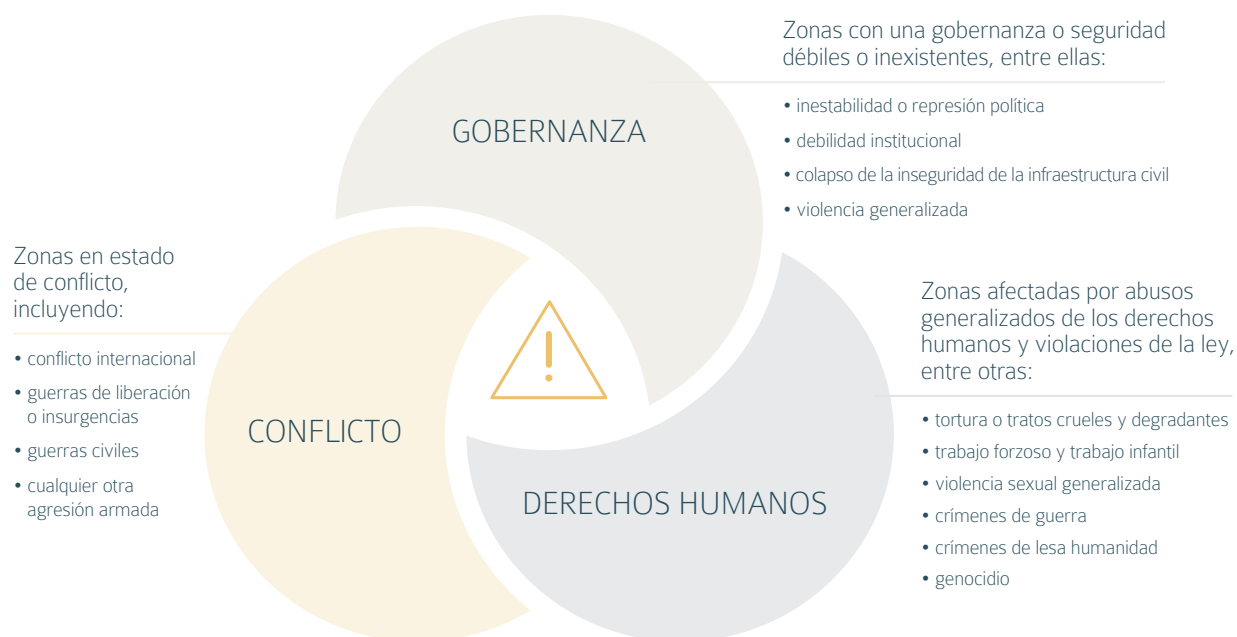 Zonas con una gobernanza o seguridad
débiles o inexistentes, entre ellas:
• inestabilidad o represión política
• debilidad institucional
• colapso de la inseguridad de la infraestructura civil
• violencia generalizada
GOBERNANZA
Zonas en estado
de conflicto,
incluyendo:
• conflicto internacional
• guerras de liberación
o insurgencias
• guerras civiles
• cualquier otra
agresión armada
CONFLICTO
Zonas afectadas por abusos
generalizados de los derechos
humanos y violaciones de la ley,
entre otras:
• tortura o tratos crueles y degradantes
• trabajo forzoso y trabajo infantil
• violencia sexual generalizada
• crímenes de guerra
• crímenes de lesa humanidad
• genocidio
DERECHOS HUMANOS